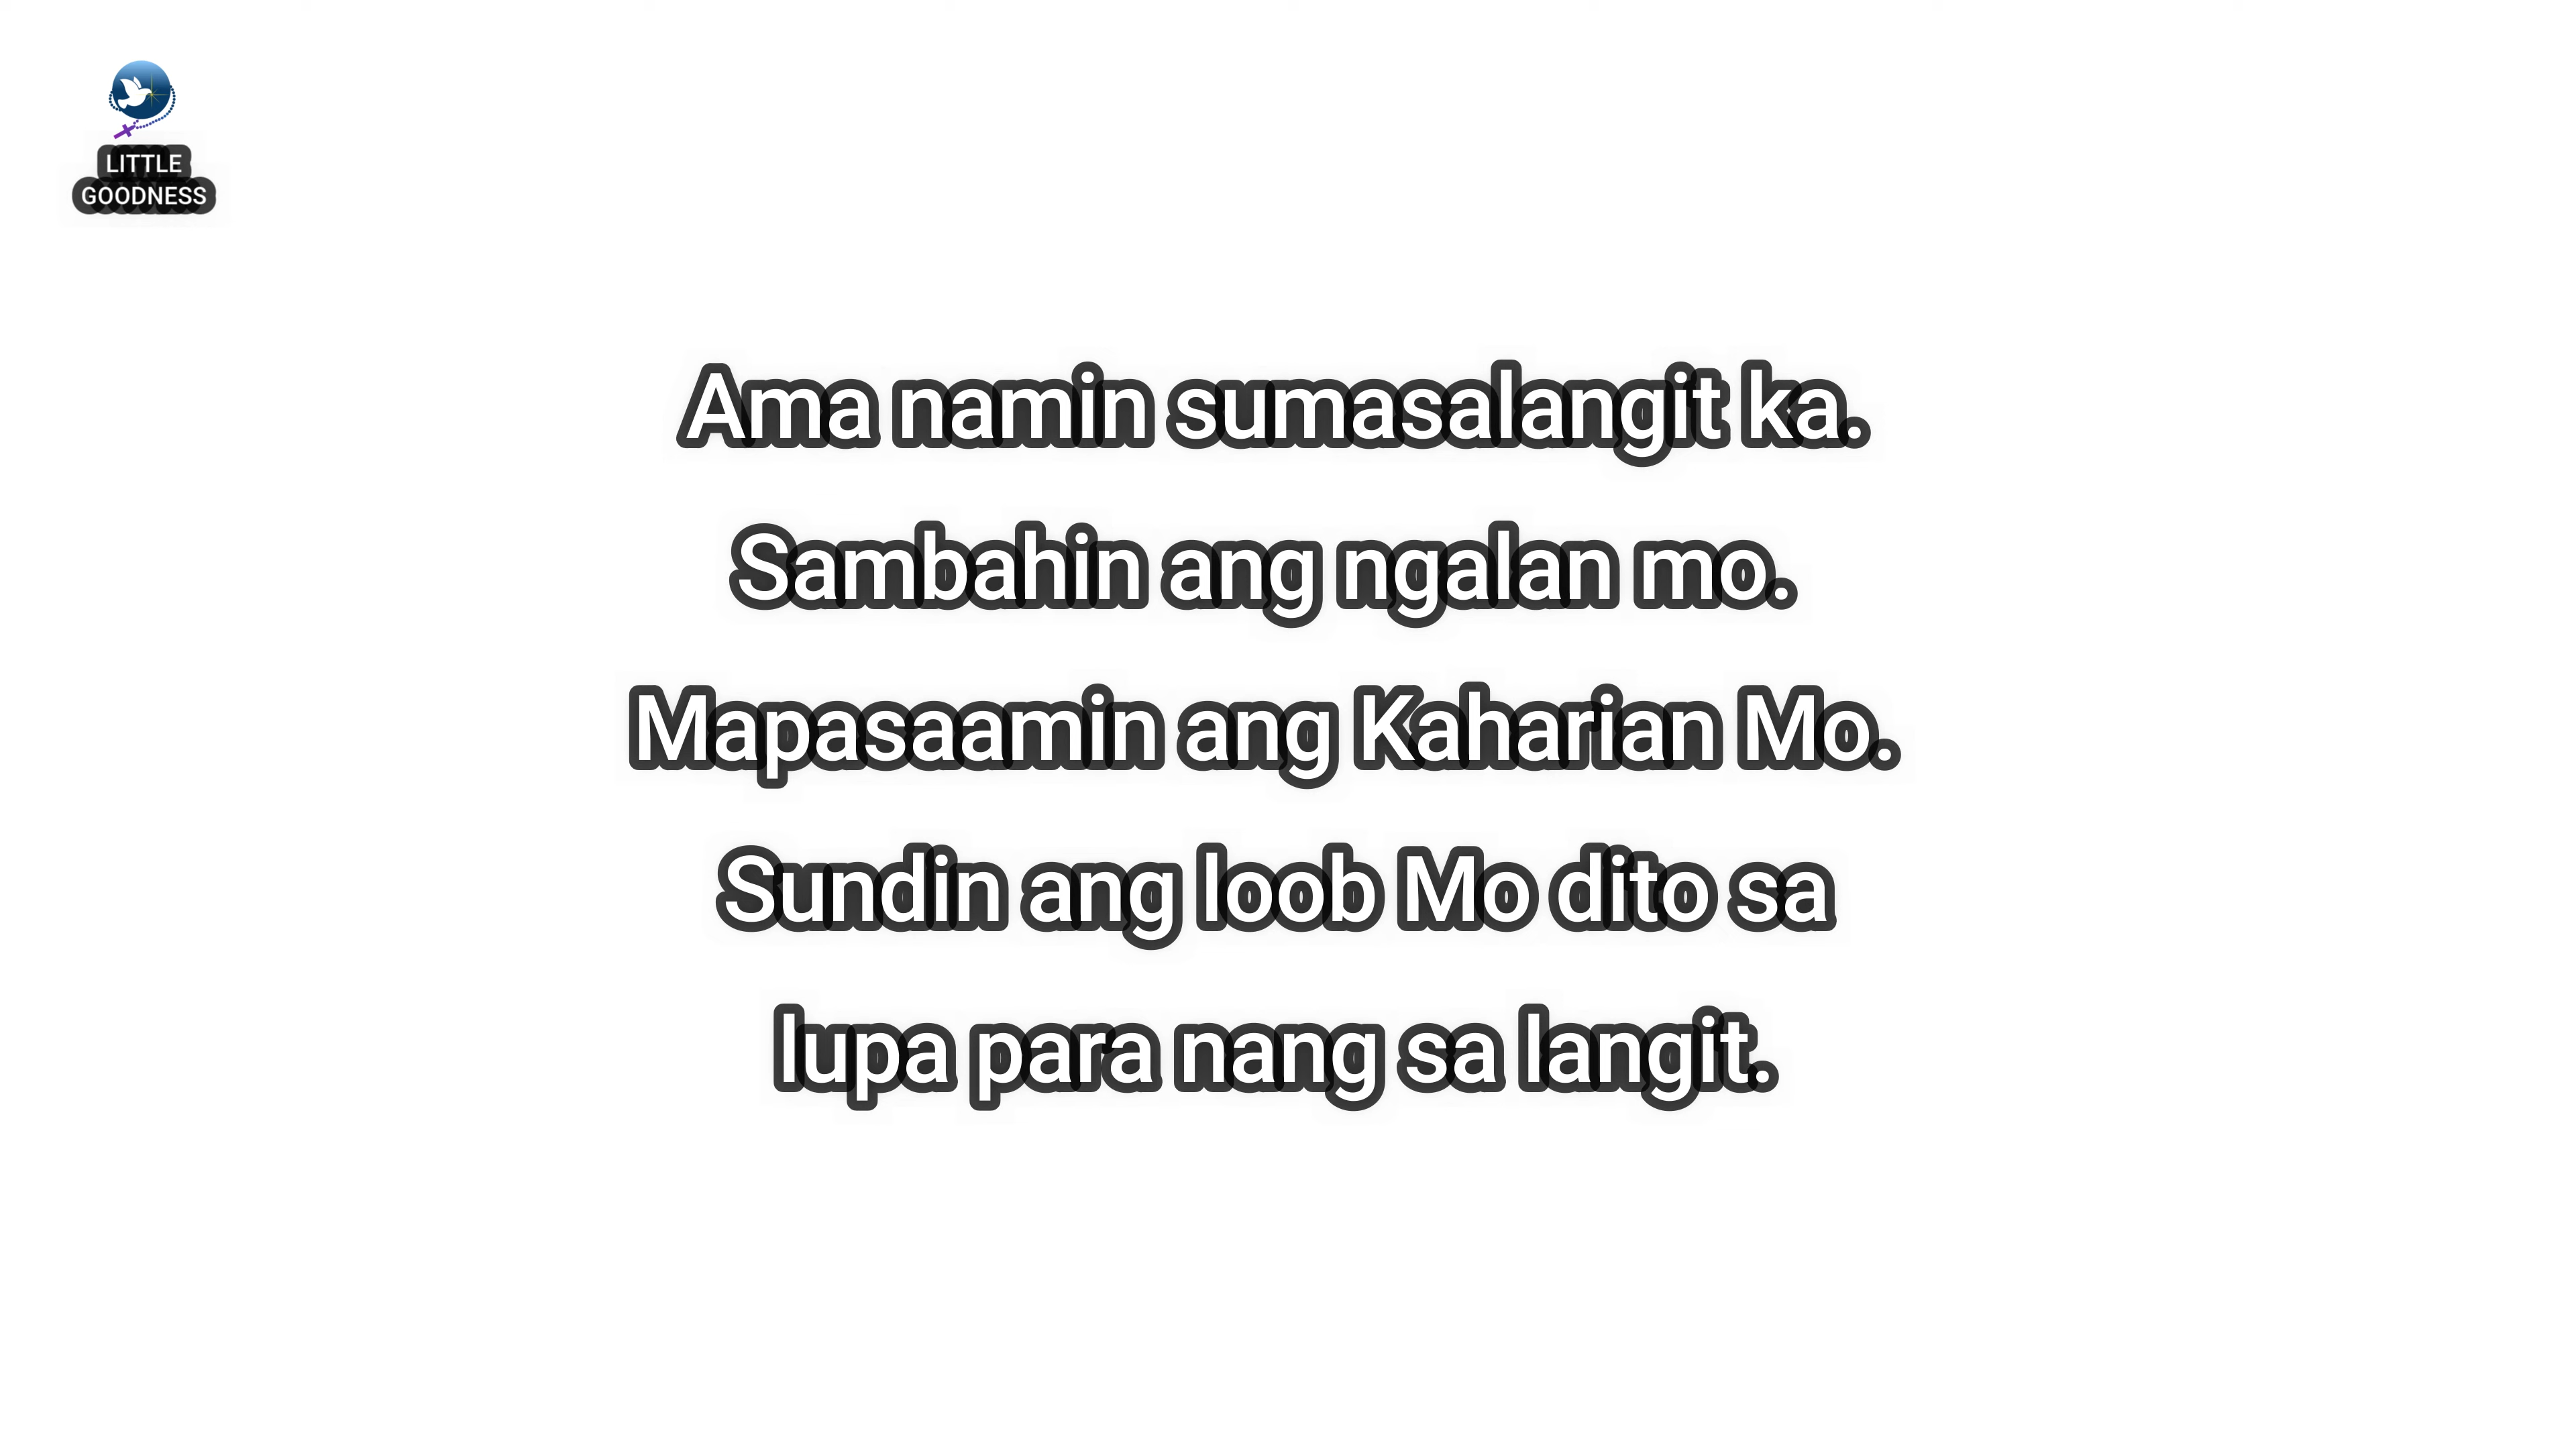 LITTLE
GOODNESS
Ama namin sumasalangit ka.
Sambahin ang ngalan mo.
Mapasaamin ang Kaharian Mo.
Sundin ang loob Mo dito sa
lupa para nang sa langit.